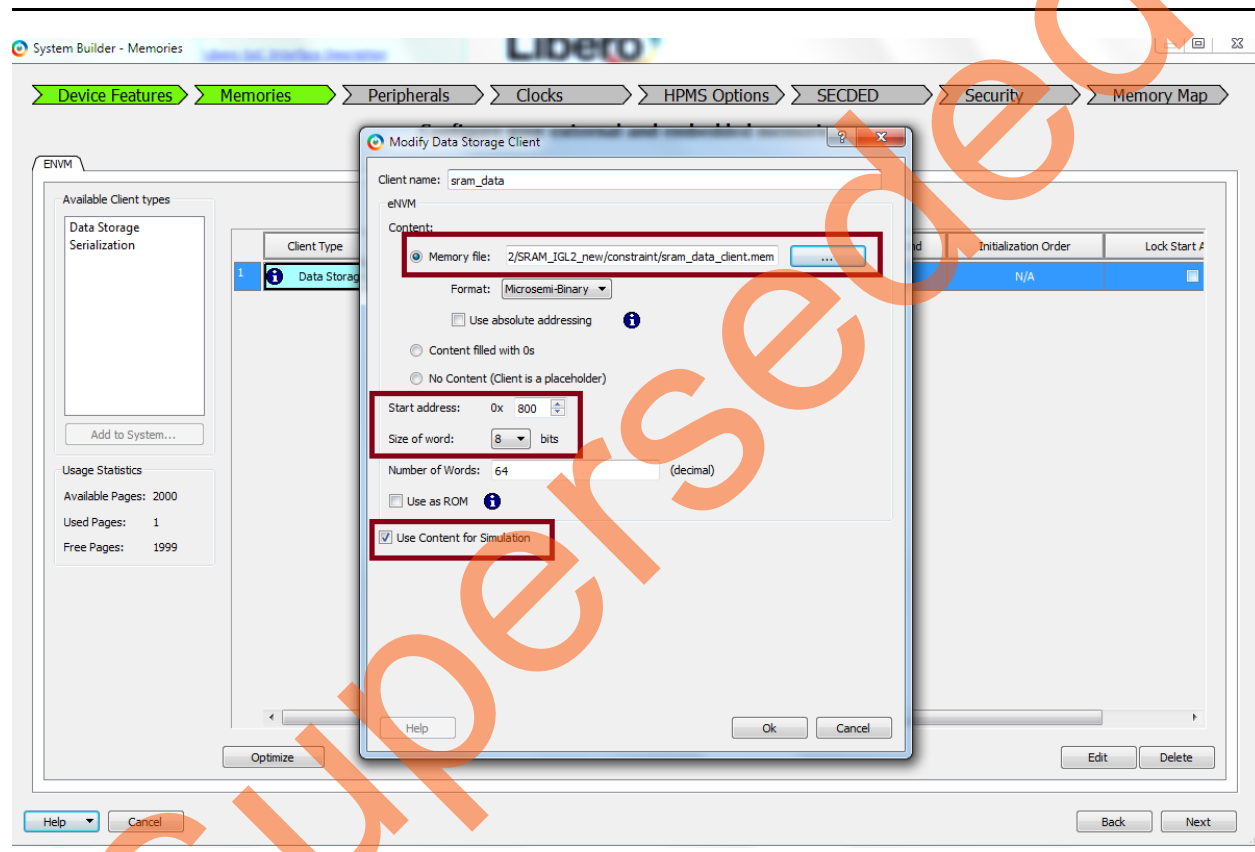 System Builder - Memories
Libero
Device Features
Memories
Peripherals
Clocks
HPMS Options
SECDED
Security
Memory Map
ENVM
Available Client types
Data Storage
Serialization
Add to System...
Usage Statistics
Available Pages: 2000
Used Pages: 1
Free Pages: 1999
Client Type
Initialization Order
Lock Start A
1 Data Storag
N/A
Modify Data Storage Client
Client name: sram_data
eNVM
Content:
Memory file: 2/SRAM_IGL2_new/constraint/sram_data_client.mem ...
Format: Microsemi-Binary
Use absolute addressing
Content filled with 0s
No Content (Client is a placeholder)
Start address: 0x 800
Size of word: 8 bits
Number of Words: 64 (decimal)
Use as ROM
Use Content for Simulation
Help Ok Cancel
Optimize
Edit Delete
Help Cancel
Back Next
Superseded